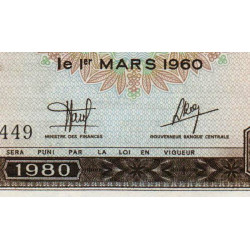 le 1er MARS 1960
449
MINISTRE DES FINANCES GOUVERNEUR BANQUE CENTRALE
SERA PUNI PAR LA LOI EN VIGUEUR
1980 1980